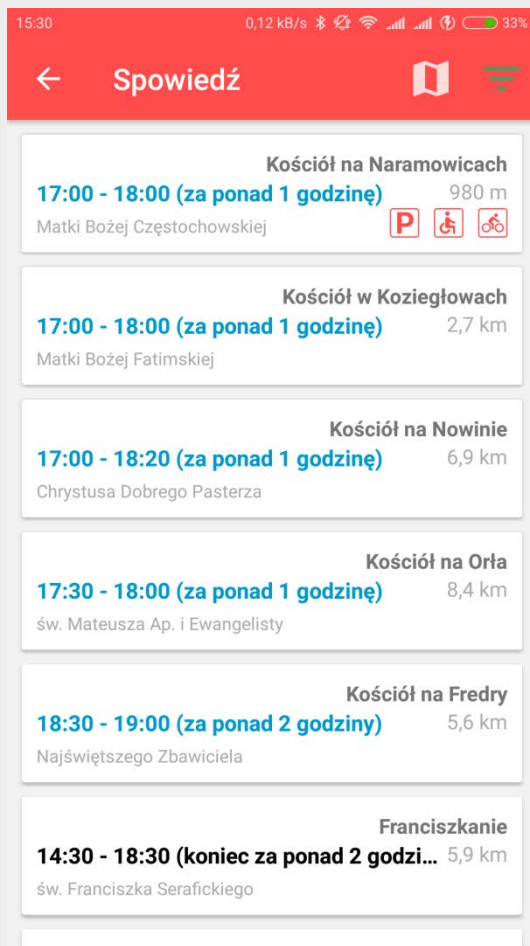 15:30 0,12 kB/s 33%
Spowiedź
Kościół na Naramowicach
17:00 - 18:00 (za ponad 1 godzinę) 980 m
Matki Bożej Częstochowskiej P
Kościół w Koziegłowach
17:00 - 18:00 (za ponad 1 godzinę) 2,7 km
Matki Bożej Fatimskiej
Kościół na Nowinie
17:00 - 18:20 (za ponad 1 godzinę) 6,9 km
Chrystusa Dobrego Pasterza
Kościół na Orła
17:30 - 18:00 (za ponad 1 godzinę) 8,4 km
św. Mateusza Ap. i Ewangelisty
Kościół na Fredry
18:30 - 19:00 (za ponad 2 godziny) 5,6 km
Najświętszego Zbawiciela
Franciszkanie
14:30 - 18:30 (koniec za ponad 2 godzi... 5,9 km
św. Franciszka Serafickiego